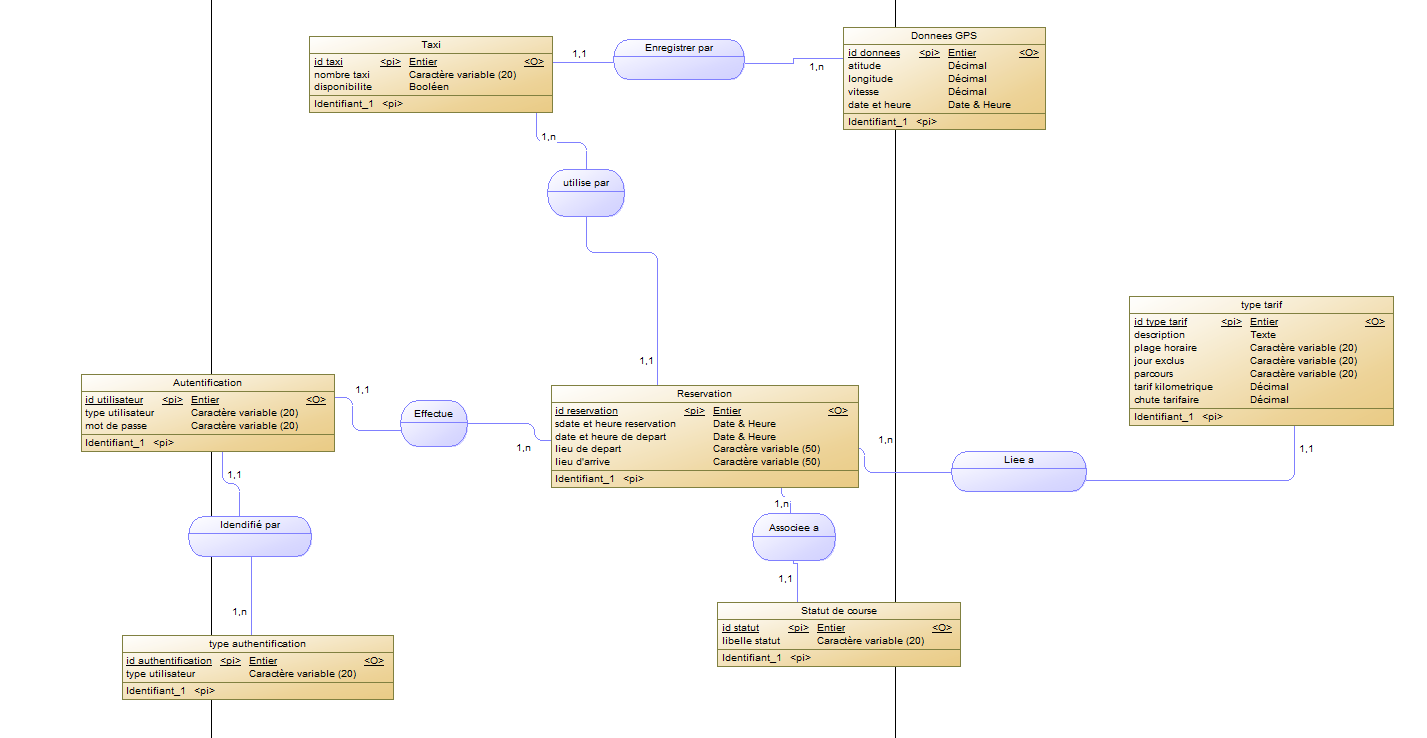 Taxi
id taxi <pi> Entier <O>
nombre taxi Caractère variable (20)
disponibilite Booléen
Identifiant_1 <pi>
1,1
Enregistrer par
1,n
Donnees GPS
id donnees <pi> Entier <O>
atitude Décimal
longitude Décimal
vitesse Décimal
date et heure Date & Heure
Identifiant_1 <pi>
1,n
utilise par
1,1
type tarif
id type tarif <pi> Entier <O>
description Texte
plage horaire Caractère variable (20)
jour exclus Caractère variable (20)
parcours Caractère variable (20)
tarif kilometrique Décimal
chute tarifaire Décimal
Identifiant_1 <pi>
Autentification
id utilisateur <pi> Entier <O>
type utilisateur Caractère variable (20)
mot de passe Caractère variable (20)
Identifiant_1 <pi>
1,1
Effectue
1,n
Reservation
id reservation <pi> Entier <O>
sdate et heure reservation Date & Heure
date et heure de depart Date & Heure
lieu de depart Caractère variable (50)
lieu d'arrive Caractère variable (50)
Identifiant_1 <pi>
1,n
Liee a
1,1
1,1
Idendifié par
1,n
1,n
Associee a
1,1
Statut de course
id statut <pi> Entier <O>
libelle statut Caractère variable (20)
Identifiant_1 <pi>
type authentification
id authentification <pi> Entier <O>
type utilisateur Caractère variable (20)
Identifiant_1 <pi>